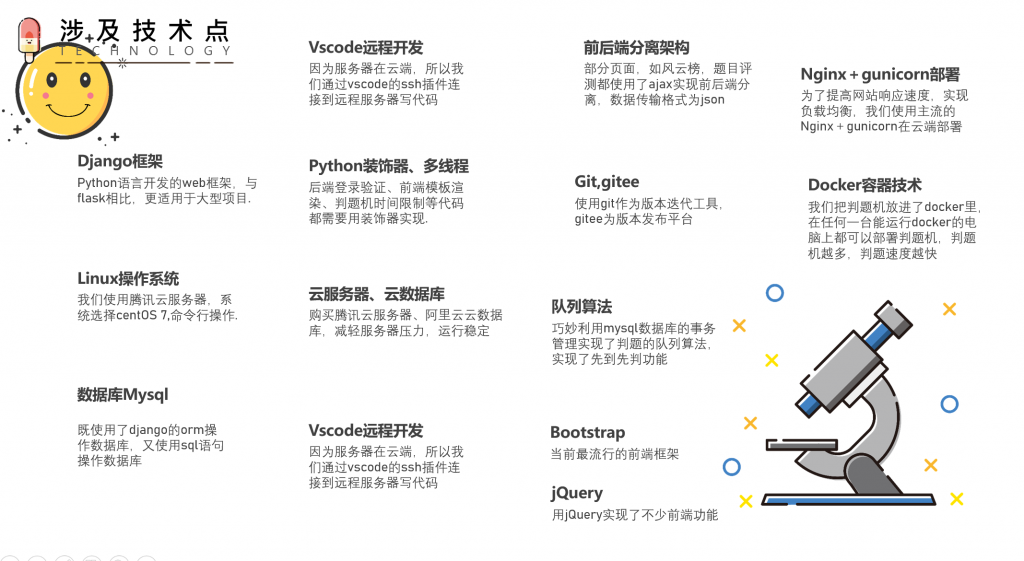 涉及技术点
TECHNOLOGY
Django框架
Python语言开发的web框架，与
flask相比，更适用于大型项目.
Linux操作系统
我们使用腾讯云服务器，系
统选择centOS 7,命令行操作.
数据库Mysql
既使用了django的orm操
作数据库，又使用sql语句
操作数据库
Vscode远程开发
因为服务器在云端，所以我
们通过vscode的ssh插件连
接到远程服务器写代码
Python装饰器、多线程
后端登录验证、前端模板渲
染、判题机时间限制等代码
都需要用装饰器实现.
云服务器、云数据库
购买腾讯云服务器、阿里云云数据
库，减轻服务器压力，运行稳定
Vscode远程开发
因为服务器在云端，所以我
们通过vscode的ssh插件连
接到远程服务器写代码
前后端分离架构
部分页面，如风云榜，题目评
测都使用了ajax实现前后端分
离，数据传输格式为json
Git,gitee
使用git作为版本迭代工具，
gitee为版本发布平台
队列算法
巧妙利用mysql数据库的事务
管理实现了判题的队列算法，
实现了先到先判功能
Bootstrap
当前最流行的前端框架
jQuery
用jQuery实现了不少前端功能
Nginx＋gunicorn部署
为了提高网站响应速度，实现
负载均衡，我们使用主流的
Nginx＋gunicorn在云端部署
Docker容器技术
我们把判题机放进了docker里，
在任何一台能运行docker的电
脑上都可以部署判题机，判题
机越多，判题速度越快